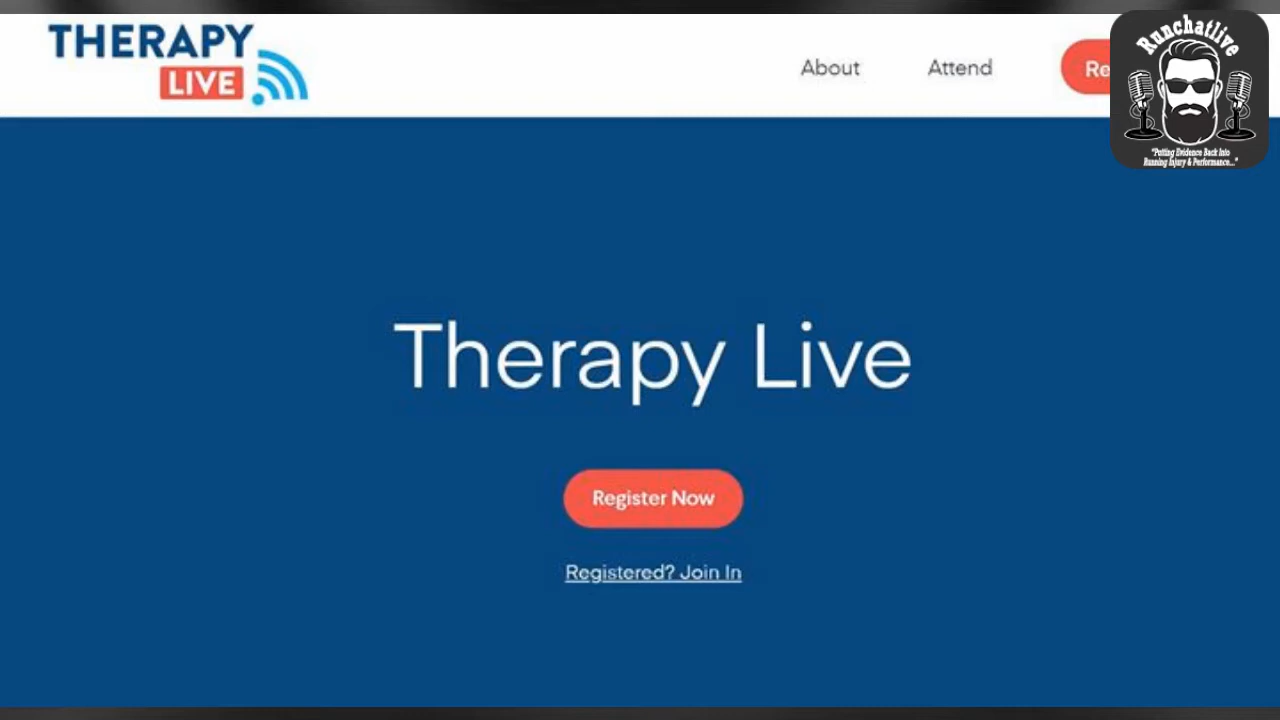 THERAPY
LIVE
About
Attend
Re
Runchatlive
"Putting Evidence Back Into
Running Injury & Performance..."
Therapy Live
Register Now
Registered? Join In